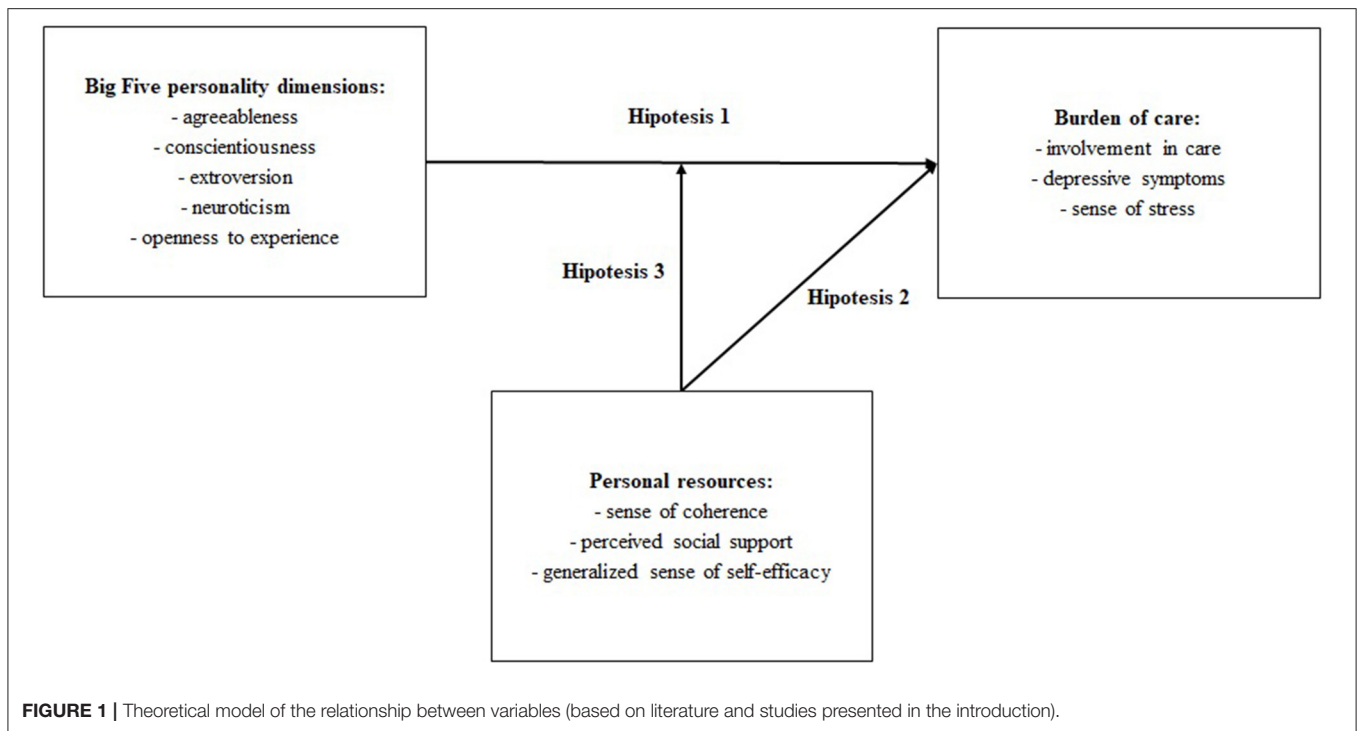 Big Five personality dimensions:
- agreeableness
- conscientiousness
- extroversion
- neuroticism
- openness to experience
Hipotesis 1
Burden of care:
- involvement in care
- depressive symptoms
- sense of stress
Hipotesis 3
Hipotesis 2
Personal resources:
- sense of coherence
- perceived social support
- generalized sense of self-efficacy
FIGURE 1 | Theoretical model of the relationship between variables (based on literature and studies presented in the introduction).